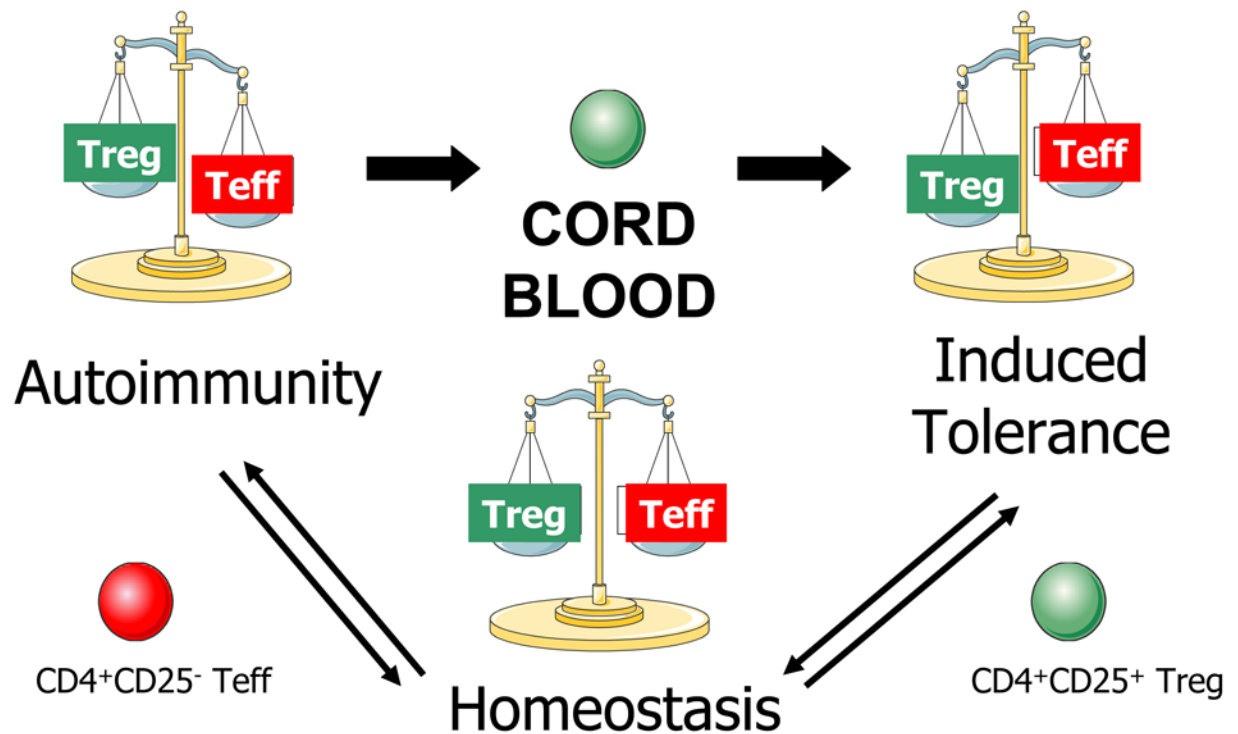 Treg
Teff
CORD
BLOOD
Treg
Teff
Autoimmunity
Induced
Tolerance
Treg
Teff
CD4⁺CD25⁻ Teff
Homeostasis
CD4⁺CD25⁺ Treg